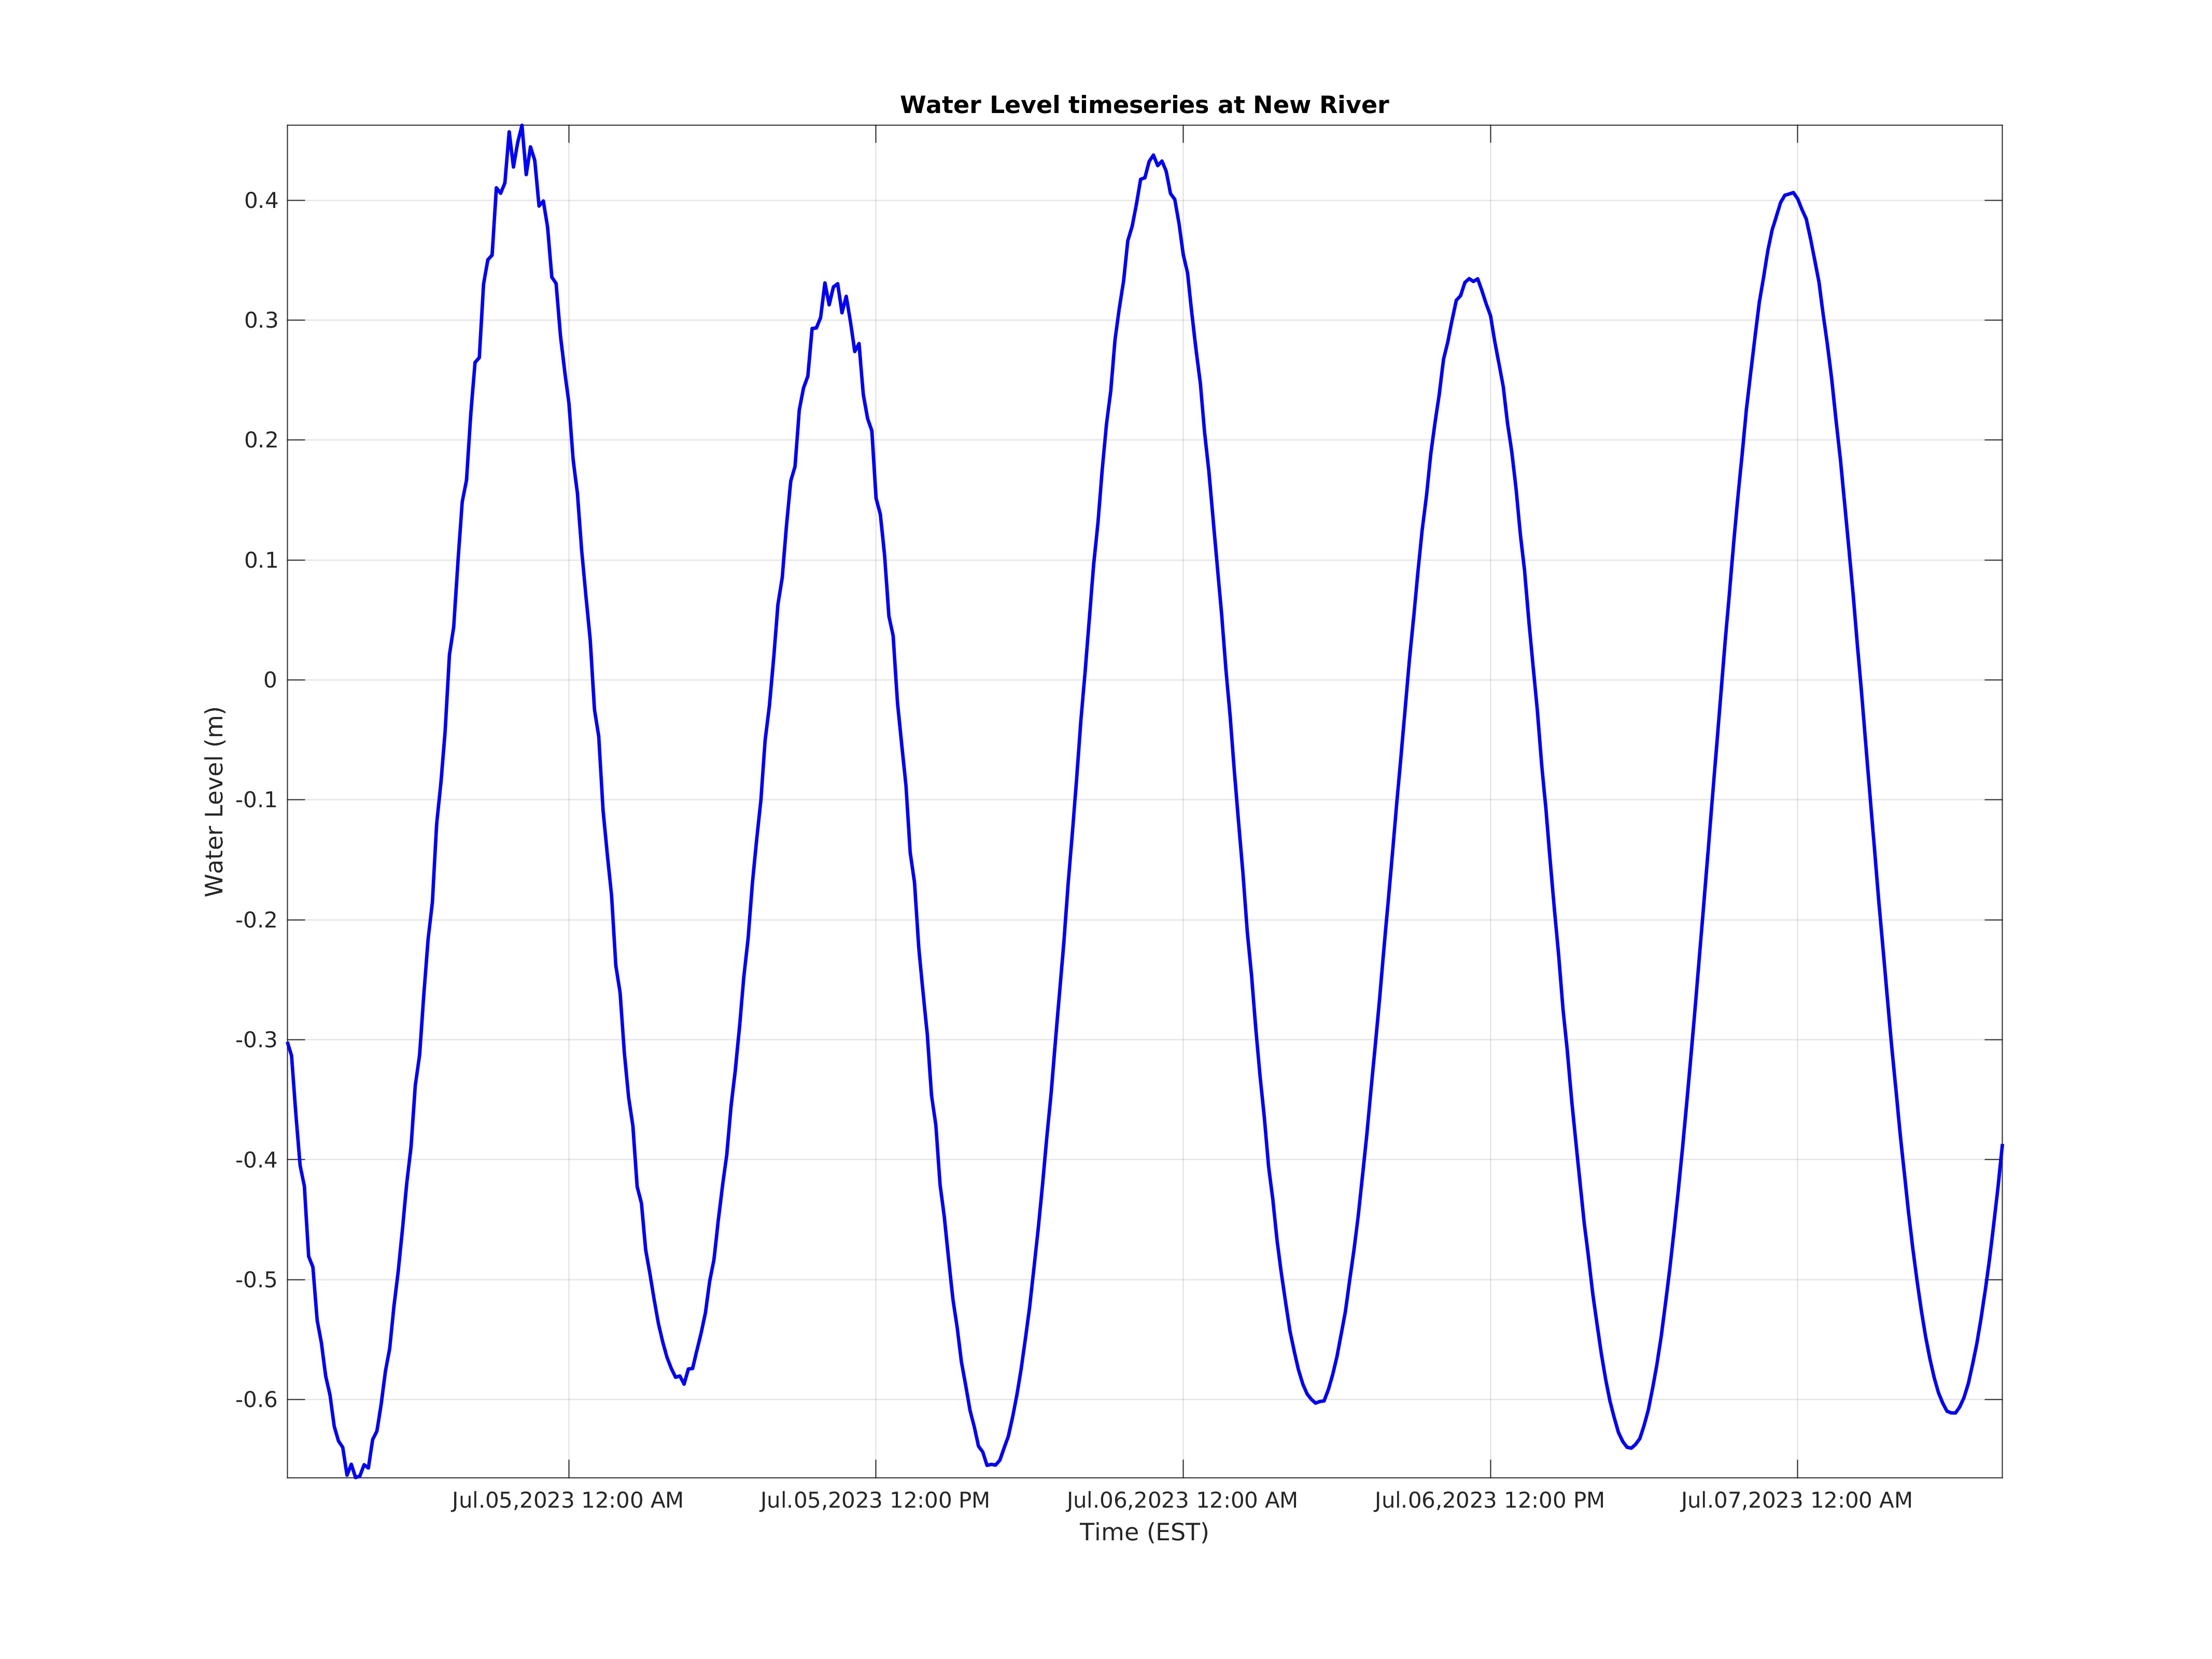 Water Level timeseries at New River
0.4
0.3
0.2
0.1
0
-0.1
-0.2
-0.3
-0.4
-0.5
-0.6
Water Level (m)
Jul.05,2023 12:00 AM Jul.05,2023 12:00 PM Jul.06,2023 12:00 AM Jul.06,2023 12:00 PM Jul.07,2023 12:00 AM
Time (EST)